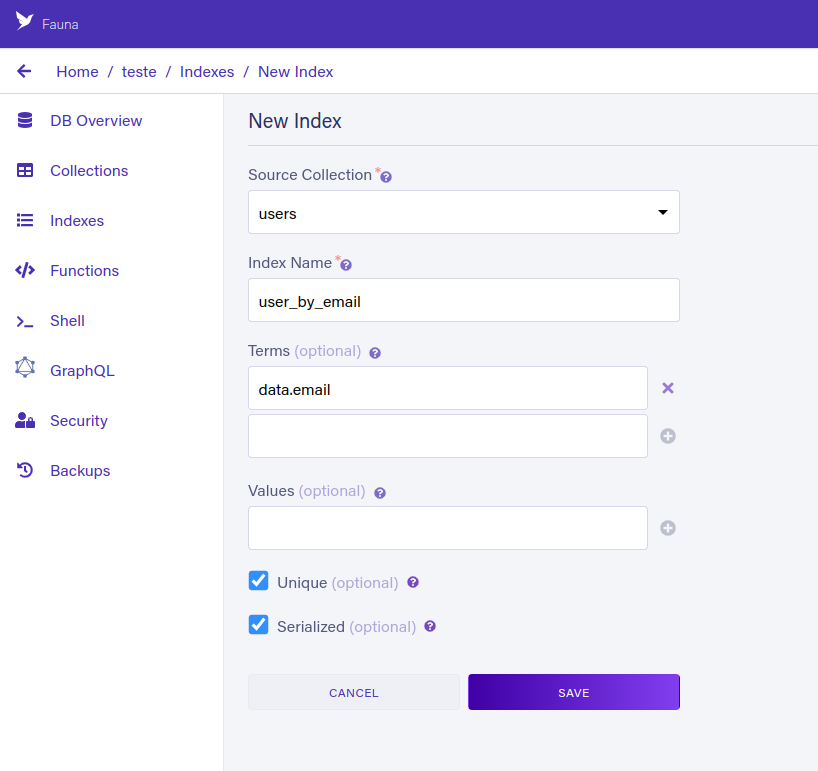 Fauna
Home / teste / Indexes / New Index
DB Overview
Collections
Indexes
Functions
Shell
GraphQL
Security
Backups
New Index
Source Collection *
users
Index Name *
user_by_email
Terms (optional)
data.email
Values (optional)
Unique (optional)
Serialized (optional)
CANCEL
SAVE